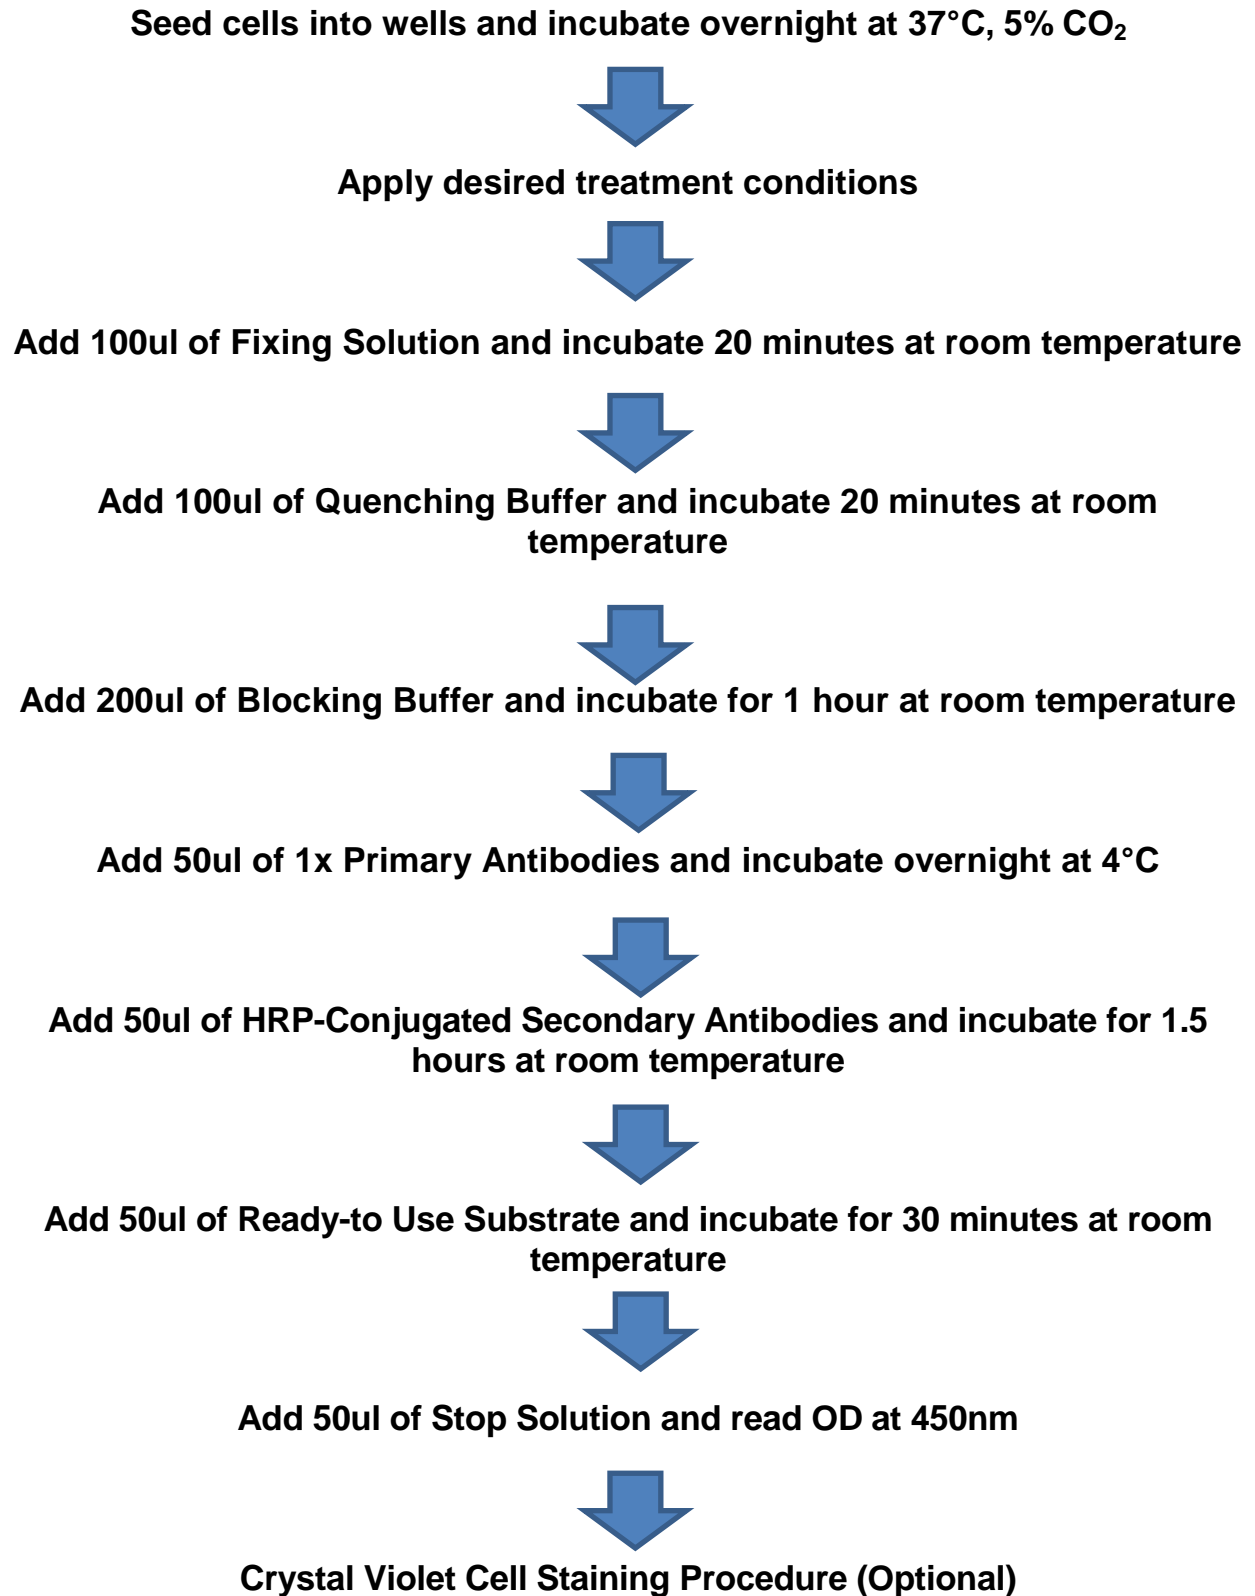 Seed cells into wells and incubate overnight at 37°C, 5% CO₂
Apply desired treatment conditions
Add 100ul of Fixing Solution and incubate 20 minutes at room temperature
Add 100ul of Quenching Buffer and incubate 20 minutes at room
temperature
Add 200ul of Blocking Buffer and incubate for 1 hour at room temperature
Add 50ul of 1x Primary Antibodies and incubate overnight at 4°C
Add 50ul of HRP-Conjugated Secondary Antibodies and incubate for 1.5
hours at room temperature
Add 50ul of Ready-to Use Substrate and incubate for 30 minutes at room
temperature
Add 50ul of Stop Solution and read OD at 450nm
Crystal Violet Cell Staining Procedure (Optional)